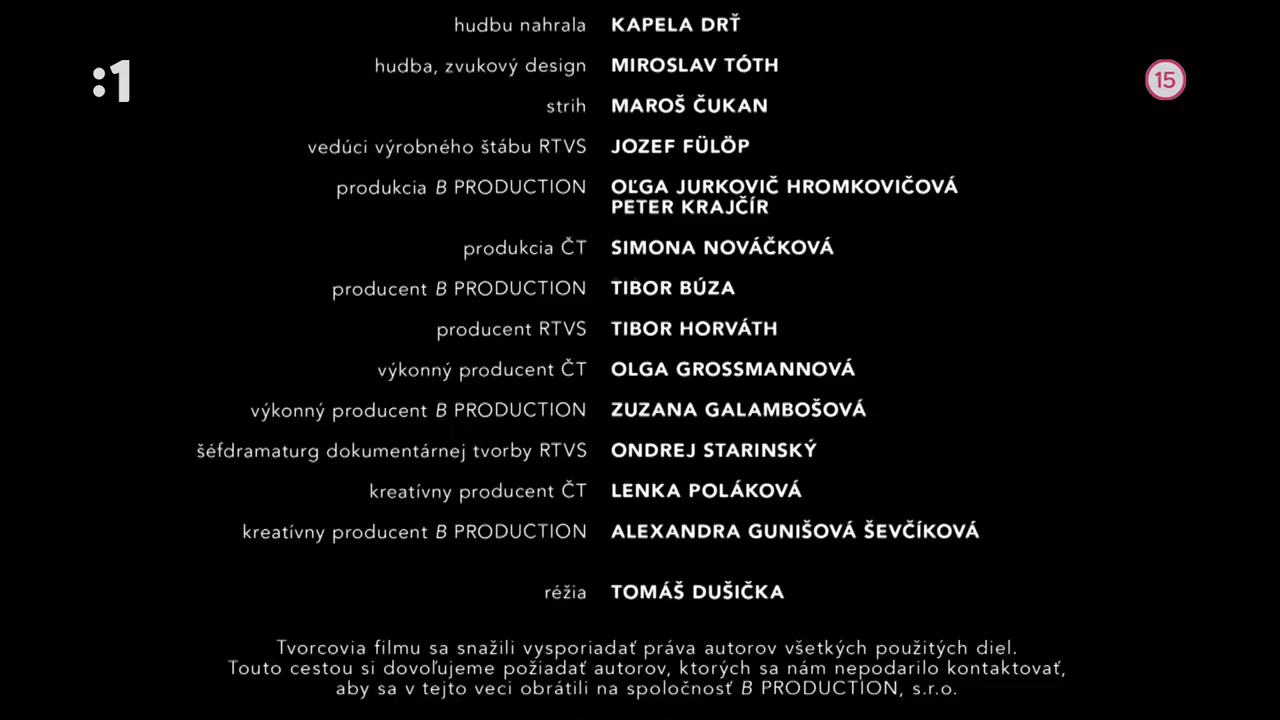 hudbu nahrala KAPELA DRŤ
:1
15
hudba, zvukový design MIROSLAV TÓTH
strih MAROŠ ČUKAN
vedúci výrobného štábu RTVS JOZEF FÜLÖP
produkcia B PRODUCTION OĽGA JURKOVIČ HROMKOVIČOVÁ
PETER KRAJČÍR
produkcia ČT SIMONA NOVÁČKOVÁ
producent B PRODUCTION TIBOR BÚZA
producent RTVS TIBOR HORVÁTH
výkonný producent ČT OLGA GROSSMANNOVÁ
výkonný producent B PRODUCTION ZUZANA GALAMBOŠOVÁ
šéfdramaturg dokumentárnej tvorby RTVS ONDREJ STARINSKÝ
kreatívny producent ČT LENKA POLÁKOVÁ
kreatívny producent B PRODUCTION ALEXANDRA GUNIŠOVÁ ŠEVČÍKOVÁ
réžia TOMÁŠ DUŠIČKA
Tvorcovia filmu sa snažili vysporiadať práva autorov všetkých použitých diel.
Touto cestou si dovoľujeme požiadať autorov, ktorých sa nám nepodarilo kontaktovať,
aby sa v tejto veci obrátili na spoločnosť B PRODUCTION, s.r.o.